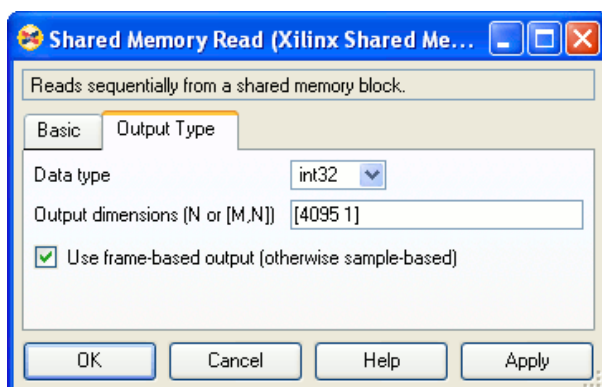 Shared Memory Read (Xilinx Shared Me...
Reads sequentially from a shared memory block.
Basic Output Type
Data type int32
Output dimensions (N or [M,N]) [4095 1]
Use frame-based output (otherwise sample-based)
OK Cancel Help Apply